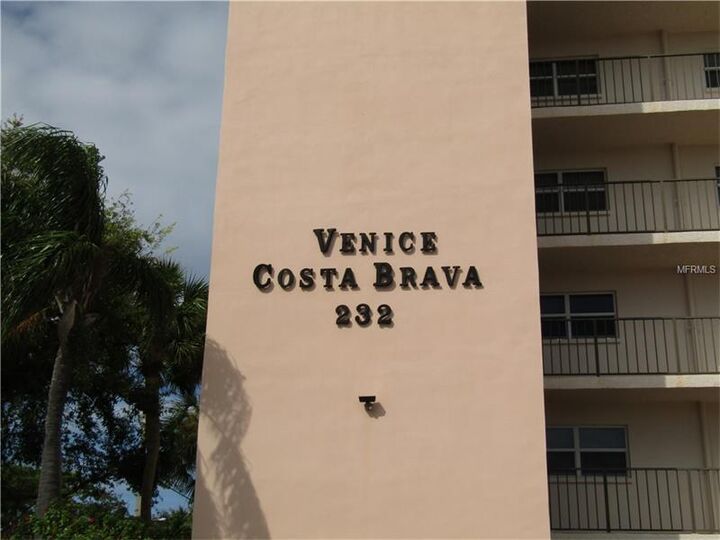 VENICE
COSTA BRAVA
232
MFRMLS